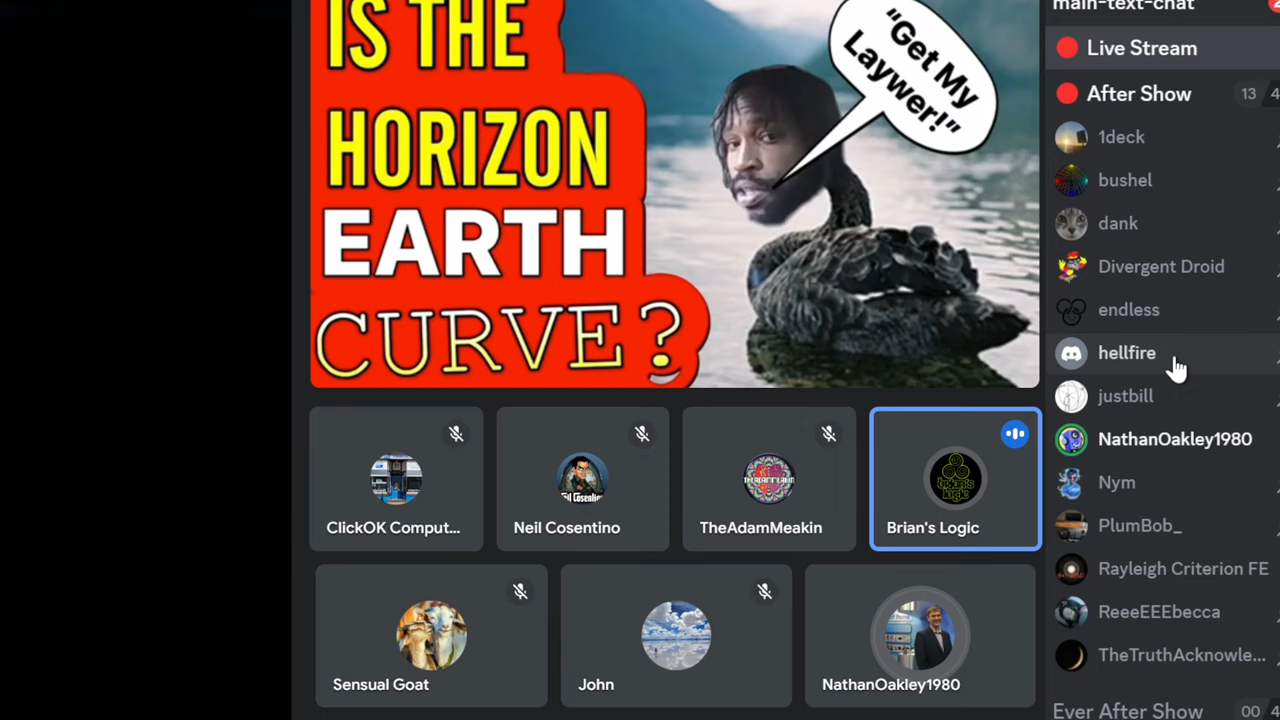 IS THE
HORIZON
EARTH
CURVE?
"Get My
Laywer!"
ClickOK Comput...
Neil Cosentino
TheAdamMeakin
brian's
logic
Brian's Logic
Sensual Goat
John
NathanOakley1980
main-text-chat
Live Stream
After Show
13
1deck
bushel
dank
Divergent Droid
endless
hellfire
justbill
NathanOakley1980
Nym
PlumBob_
Rayleigh Criterion FE
ReeeEEEbecca
TheTruthAcknowle...
Ever After Show
00